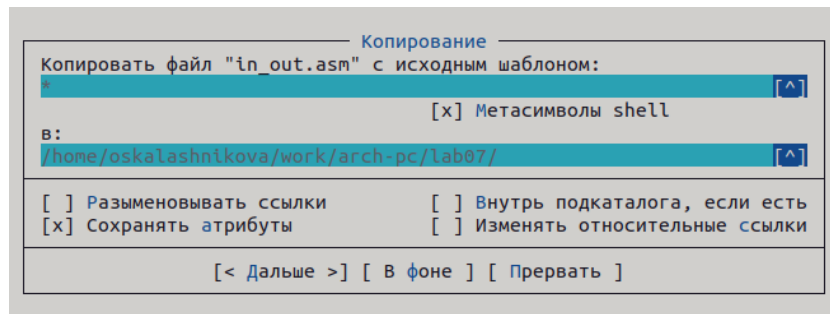 Копирование
Копировать файл "in_out.asm" с исходным шаблоном:
* [^]
[x] Метасимволы shell
в:
/home/oskalashnikova/work/arch-pc/lab07/ [^]
[ ] Разыменовывать ссылки [ ] Внутрь подкаталога, если есть
[x] Сохранять атрибуты [ ] Изменять относительные ссылки
[< Дальше >] [ В фоне ] [ Прервать ]